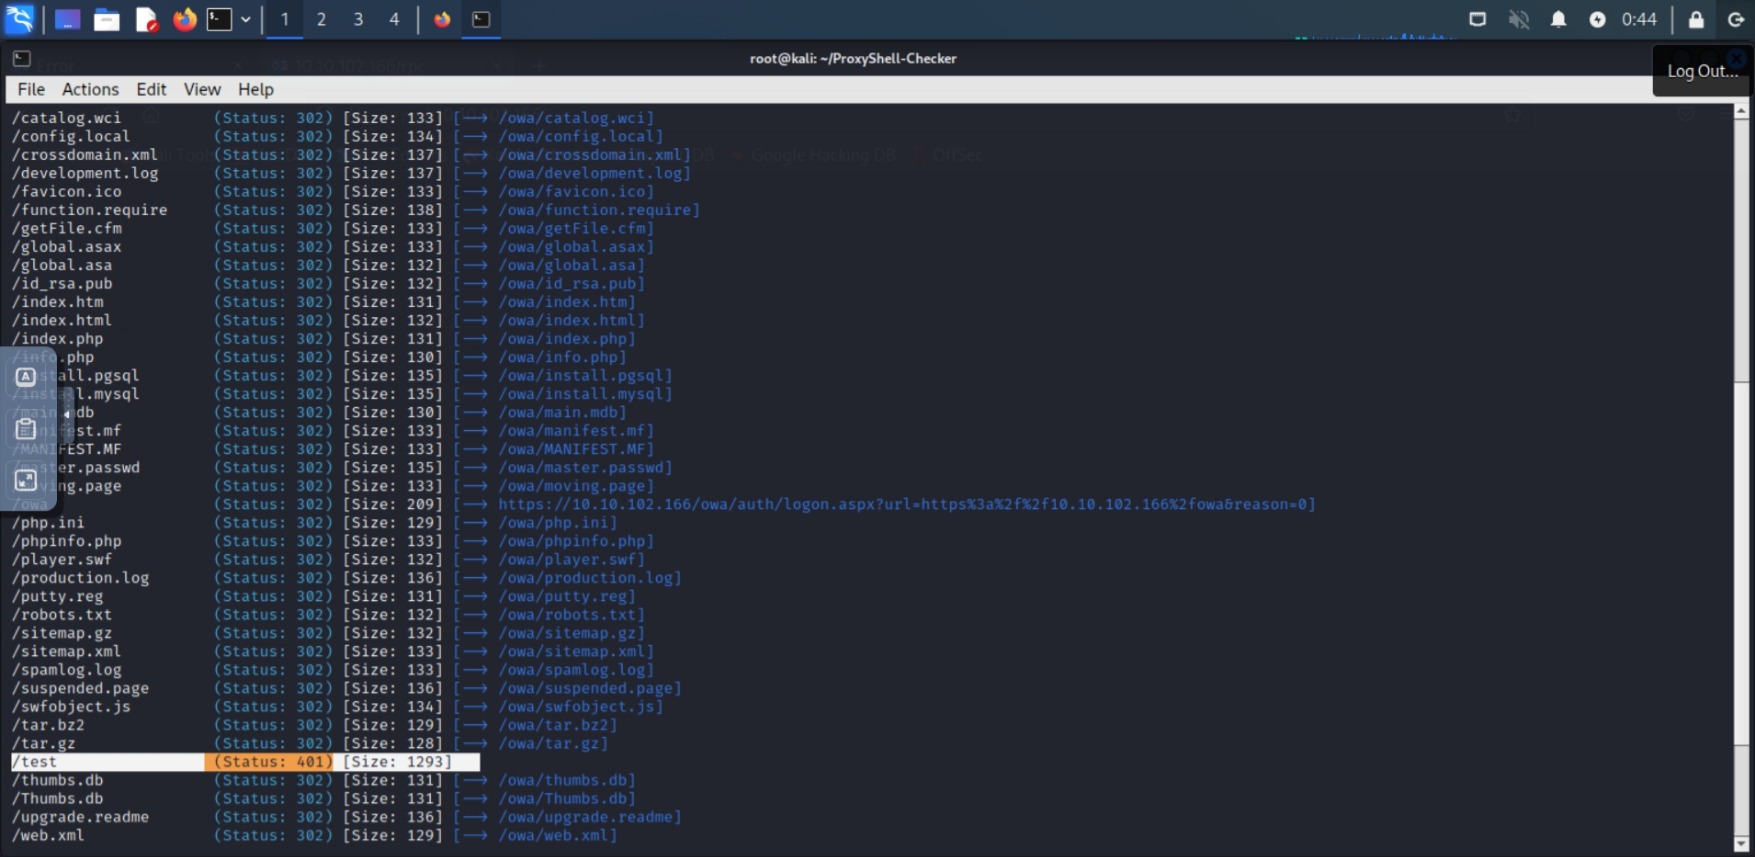 1 2 3 4 0:44
root@kali: ~/ProxyShell-Checker
Log Out...
File Actions Edit View Help
/catalog.wci (Status: 302) [Size: 133] [→ /owa/catalog.wci]
/config.local (Status: 302) [Size: 134] [→ /owa/config.local]
/crossdomain.xml (Status: 302) [Size: 137] [→ /owa/crossdomain.xml]
Google Hacking DB OffSec
/development.log (Status: 302) [Size: 137] [→ /owa/development.log]
/favicon.ico (Status: 302) [Size: 133] [→ /owa/favicon.ico]
/function.require (Status: 302) [Size: 138] [→ /owa/function.require]
/getFile.cfm (Status: 302) [Size: 133] [→ /owa/getFile.cfm]
/global.asax (Status: 302) [Size: 133] [→ /owa/global.asax]
/global.asa (Status: 302) [Size: 132] [→ /owa/global.asa]
/id_rsa.pub (Status: 302) [Size: 132] [→ /owa/id_rsa.pub]
/index.htm (Status: 302) [Size: 131] [→ /owa/index.htm]
/index.html (Status: 302) [Size: 132] [→ /owa/index.html]
/index.php (Status: 302) [Size: 131] [→ /owa/index.php]
/info.php (Status: 302) [Size: 130] [→ /owa/info.php]
/install.pgsql (Status: 302) [Size: 135] [→ /owa/install.pgsql]
/install.mysql (Status: 302) [Size: 135] [→ /owa/install.mysql]
/main.mdb (Status: 302) [Size: 130] [→ /owa/main.mdb]
/manifest.mf (Status: 302) [Size: 133] [→ /owa/manifest.mf]
/MANIFEST.MF (Status: 302) [Size: 133] [→ /owa/MANIFEST.MF]
/master.passwd (Status: 302) [Size: 135] [→ /owa/master.passwd]
/moving.page (Status: 302) [Size: 133] [→ /owa/moving.page]
/owa (Status: 302) [Size: 209] [→ https://10.10.102.166/owa/auth/logon.aspx?url=https%3a%2f%2f10.10.102.166%2fowa&reason=0]
/php.ini (Status: 302) [Size: 129] [→ /owa/php.ini]
/phpinfo.php (Status: 302) [Size: 133] [→ /owa/phpinfo.php]
/player.swf (Status: 302) [Size: 132] [→ /owa/player.swf]
/production.log (Status: 302) [Size: 136] [→ /owa/production.log]
/putty.reg (Status: 302) [Size: 131] [→ /owa/putty.reg]
/robots.txt (Status: 302) [Size: 132] [→ /owa/robots.txt]
/sitemap.gz (Status: 302) [Size: 132] [→ /owa/sitemap.gz]
/sitemap.xml (Status: 302) [Size: 133] [→ /owa/sitemap.xml]
/spamlog.log (Status: 302) [Size: 133] [→ /owa/spamlog.log]
/suspended.page (Status: 302) [Size: 136] [→ /owa/suspended.page]
/swfobject.js (Status: 302) [Size: 134] [→ /owa/swfobject.js]
/tar.bz2 (Status: 302) [Size: 129] [→ /owa/tar.bz2]
/tar.gz (Status: 302) [Size: 128] [→ /owa/tar.gz]
/test (Status: 401) [Size: 1293]
/thumbs.db (Status: 302) [Size: 131] [→ /owa/thumbs.db]
/Thumbs.db (Status: 302) [Size: 131] [→ /owa/Thumbs.db]
/upgrade.readme (Status: 302) [Size: 136] [→ /owa/upgrade.readme]
/web.xml (Status: 302) [Size: 129] [→ /owa/web.xml]